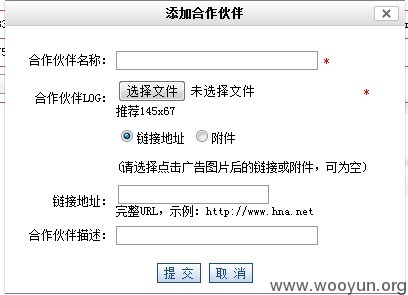 添加合作伙伴
合作伙伴名称： *
合作伙伴LOG： 选择文件 未选择文件 *
推荐145x67
链接地址 附件
(请选择点击广告图片后的链接或附件，可为空)
链接地址：
完整URL，示例：http://www.hna.net
合作伙伴描述：
提 交 取 消
www.wooyun.org